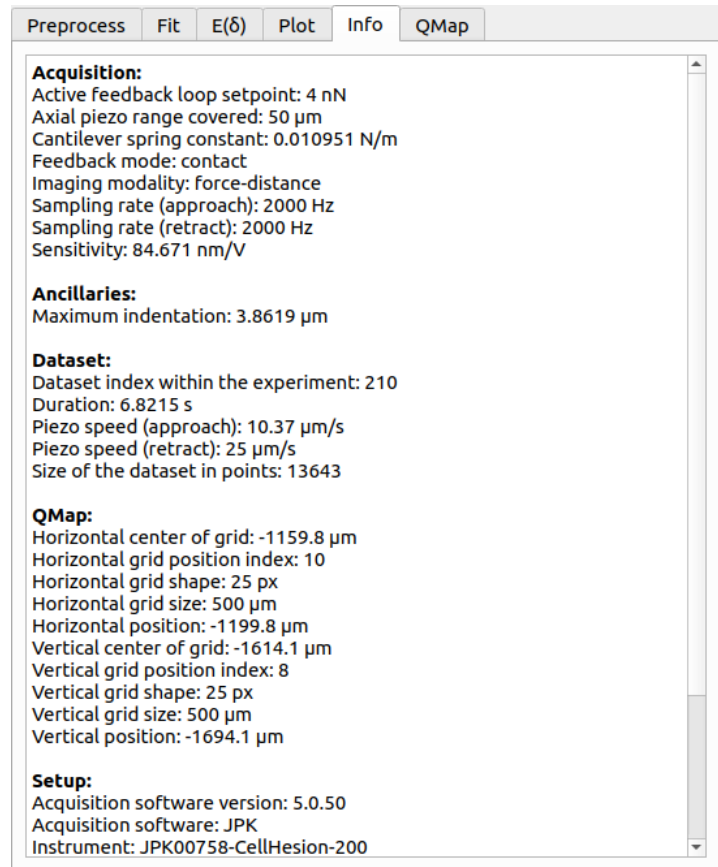 Preprocess Fit E(δ) Plot Info QMap
Acquisition:
Active feedback loop setpoint: 4 nN
Axial piezo range covered: 50 μm
Cantilever spring constant: 0.010951 N/m
Feedback mode: contact
Imaging modality: force-distance
Sampling rate (approach): 2000 Hz
Sampling rate (retract): 2000 Hz
Sensitivity: 84.671 nm/V
Ancillaries:
Maximum indentation: 3.8619 μm
Dataset:
Dataset index within the experiment: 210
Duration: 6.8215 s
Piezo speed (approach): 10.37 μm/s
Piezo speed (retract): 25 μm/s
Size of the dataset in points: 13643
QMap:
Horizontal center of grid: -1159.8 μm
Horizontal grid position index: 10
Horizontal grid shape: 25 px
Horizontal grid size: 500 μm
Horizontal position: -1199.8 μm
Vertical center of grid: -1614.1 μm
Vertical grid position index: 8
Vertical grid shape: 25 px
Vertical grid size: 500 μm
Vertical position: -1694.1 μm
Setup:
Acquisition software version: 5.0.50
Acquisition software: JPK
Instrument: JPK00758-CellHesion-200